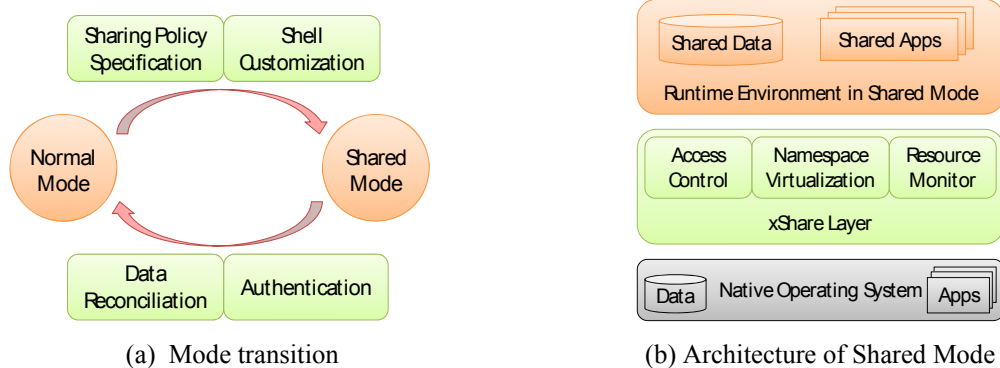 Sharing Policy
Specification
Shell
Customization
Normal
Mode
Shared
Mode
Data
Reconciliation
Authentication
(a) Mode transition
Shared Data
Shared Apps
Runtime Environment in Shared Mode
Access
Control
Namespace
Virtualization
Resource
Monitor
xShare Layer
Data
Native Operating System
Apps
(b) Architecture of Shared Mode